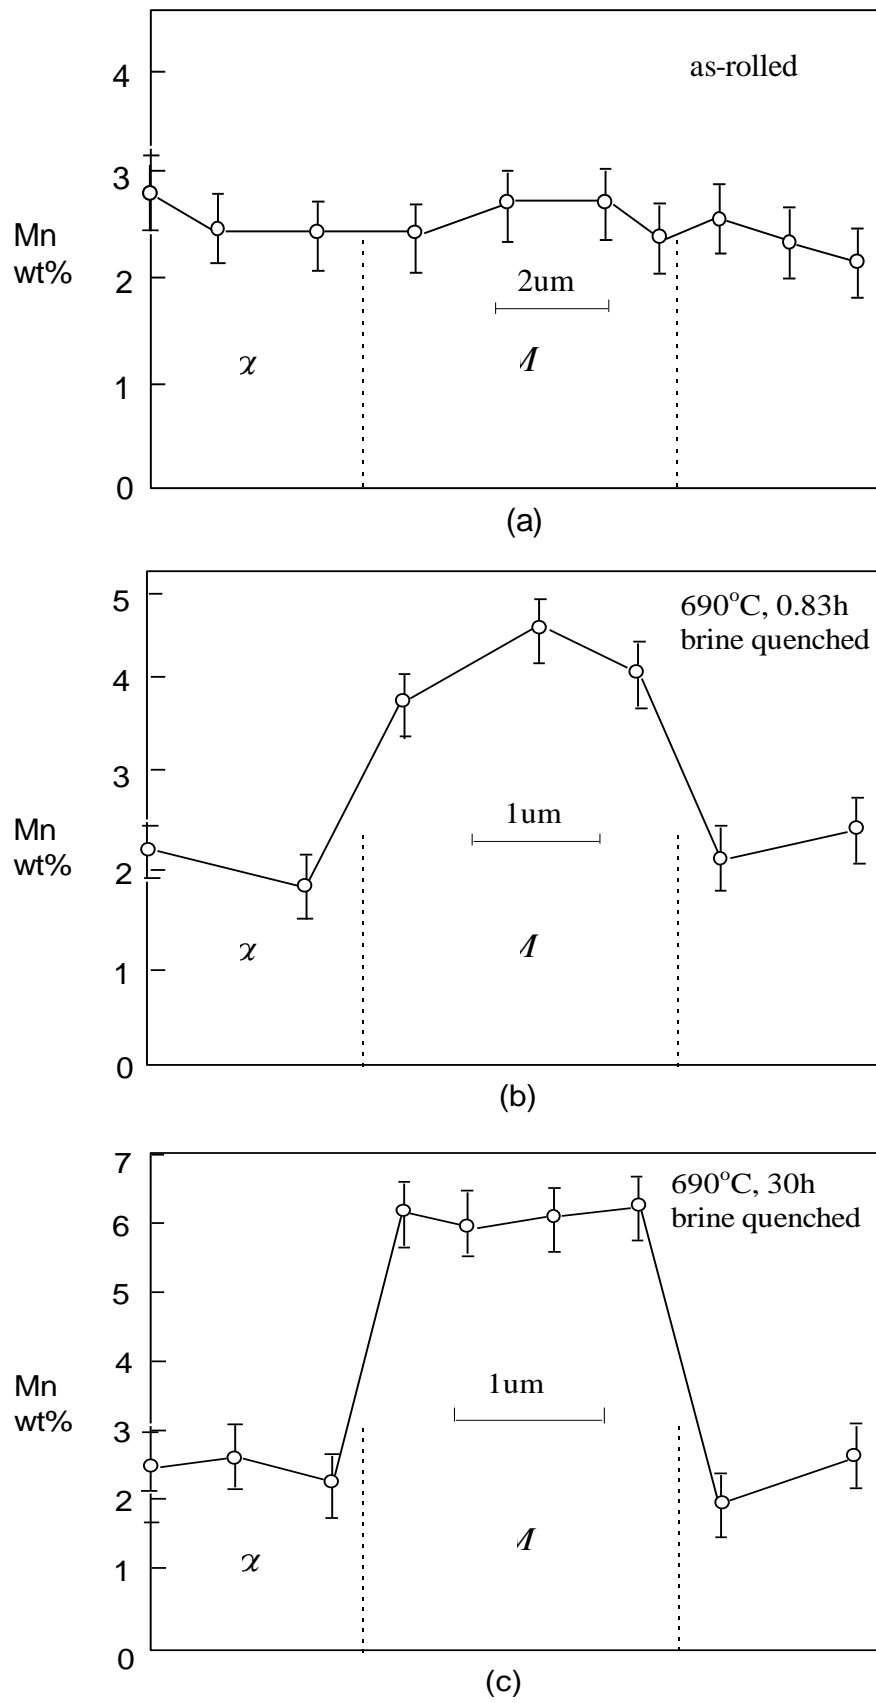 as-rolled
4
3
Mn
wt%
2um
2
α M
1
0
(a)
5
690°C, 0.83h
brine quenched
4
3
1um
Mn
wt%
2
α M
1
0
(b)
7
690°C, 30h
brine quenched
6
5
4
1um
Mn
wt%
3
2
α M
1
0
(c)